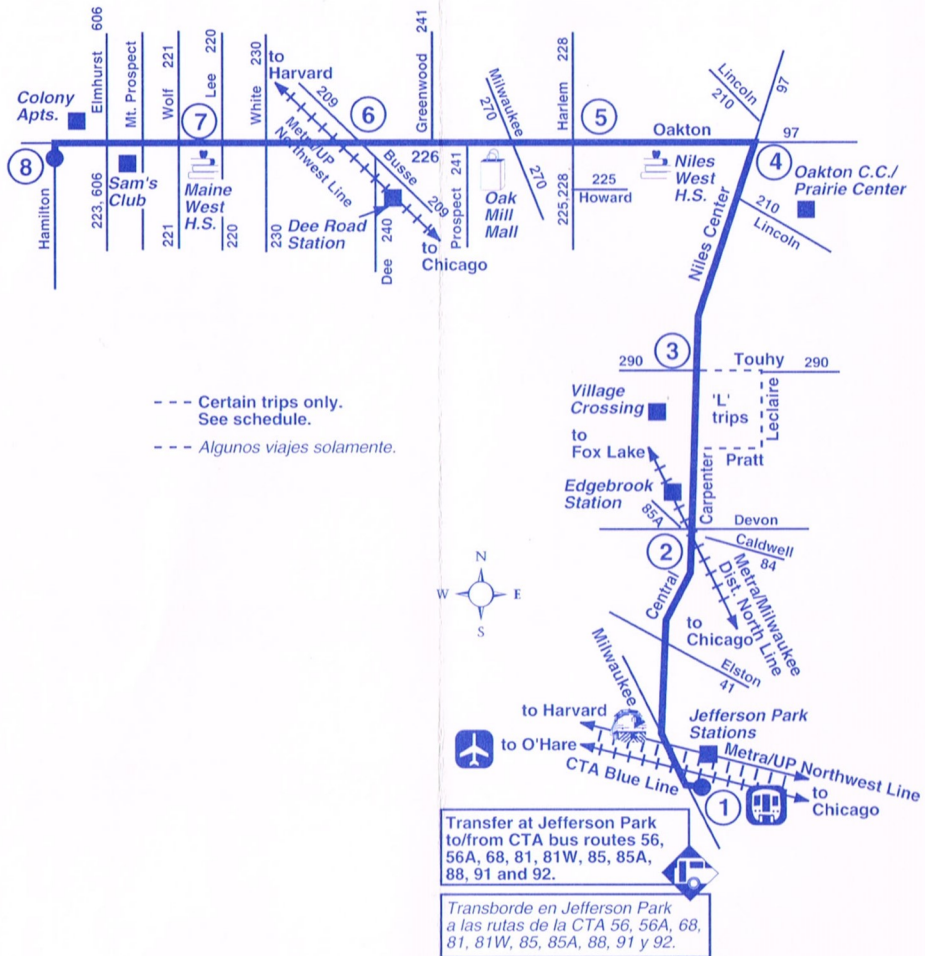 606
Elmhurst
Mt. Prospect
Wolf 221
Lee 220
White 230
to
Harvard
209
6
Greenwood 241
Milwaukee
270
Harlem 228
5
Oakton
Lincoln
210
97
97
Colony
Apts.
7
8
Hamilton
223, 606
Sam's
Club
221
Maine
West
H.S.
220
230
Metra/UP
Northwest Line
Busse
209
226
Dee Road
Station
Dee 240
to
Chicago
Prospect 241
Oak
Mill
Mall
270
225,228
225
Howard
Niles
West
H.S.
4
Oakton C.C./
Prairie Center
210
Lincoln
Niles Center
3
290
Touhy
290
'L'
trips
Leclaire
Pratt
Carpenter
Village
Crossing
to
Fox Lake
Edgebrook
Station
85A
Devon
2
Caldwell
84
Metra/Milwaukee
Dist. North Line
to
Chicago
Central
Elston
41
--- Certain trips only.
See schedule.
--- Algunos viajes solamente.
N
W
E
S
Milwaukee
to Harvard
Jefferson Park
Stations
to O'Hare
Metra/UP Northwest Line
CTA Blue Line
1
to
Chicago
Transfer at Jefferson Park
to/from CTA bus routes 56,
56A, 68, 81, 81W, 85, 85A,
88, 91 and 92.
Transborde en Jefferson Park
a las rutas de la CTA 56, 56A, 68,
81, 81W, 85, 85A, 88, 91 y 92.